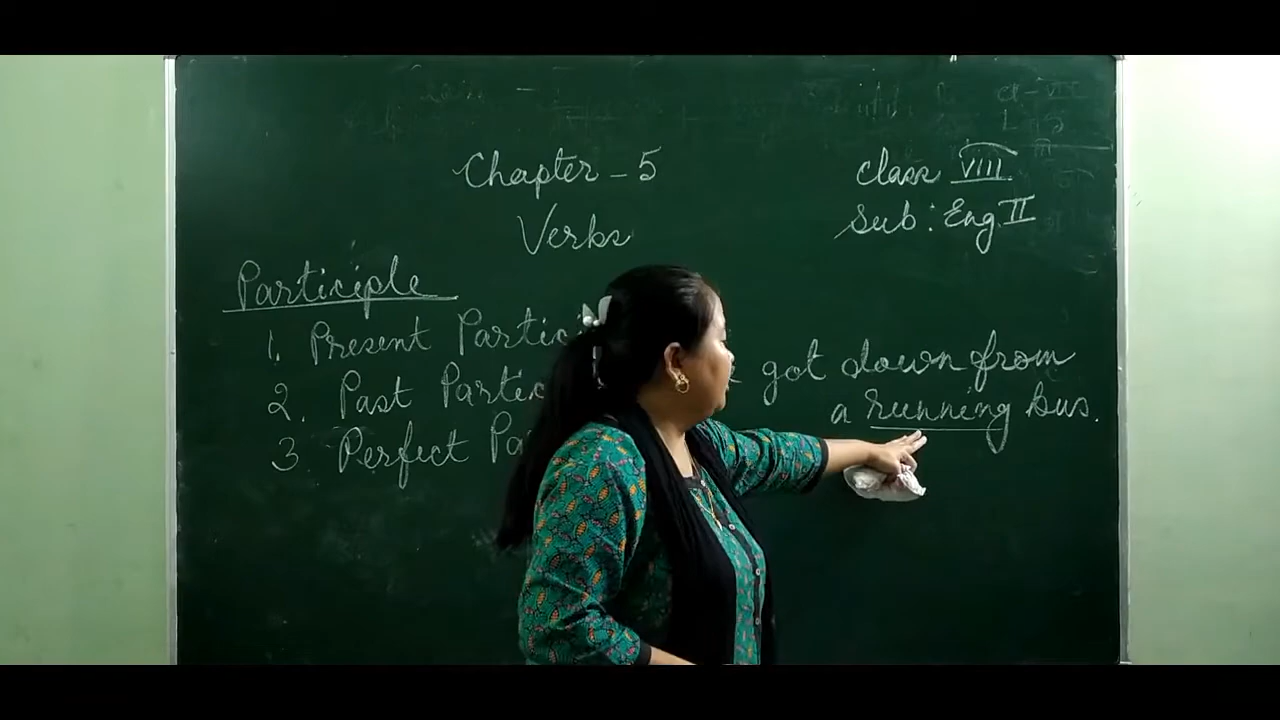 Chapter - 5
Verbs
class VIII
Sub: Eng II
Participle
1. Present Partici
2. Past Partic
3. Perfect Pa
got down from
a running bus.